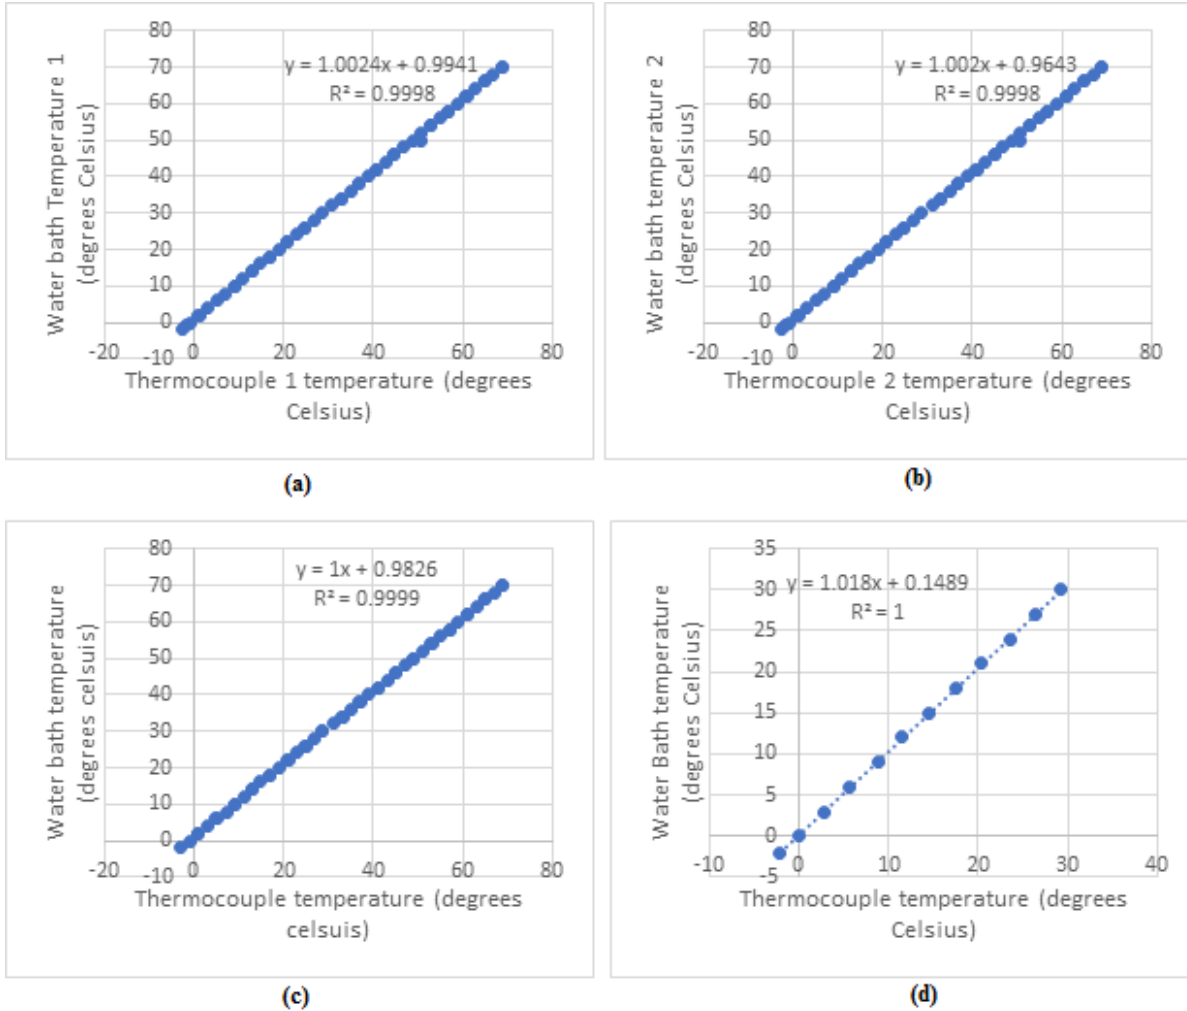 80
70
60
50
40
30
20
10
0
-10
-20
0
20
40
60
80
y = 1.0024x + 0.9941
R² = 0.9998
Water bath Temperature 1
(degrees Celsius)
Thermocouple 1 temperature (degrees
Celsius)
(a)
80
70
60
50
40
30
20
10
0
-10
-20
0
20
40
60
80
y = 1.002x + 0.9643
R² = 0.9998
Water bath temperature 2
(degrees Celsius)
Thermocouple 2 temperature (degrees
Celsius)
(b)
80
70
60
50
40
30
20
10
0
-10
-20
0
20
40
60
80
y = 1x + 0.9826
R² = 0.9999
Water bath temperature
(degrees celsuis)
Thermocouple temperature (degrees
celsuis)
(c)
35
30
25
20
15
10
5
0
-5
-10
0
10
20
30
40
y = 1.018x + 0.1489
R² = 1
Water Bath temperature
(degrees Celsius)
Thermocouple temperature (degrees
Celsius)
(d)